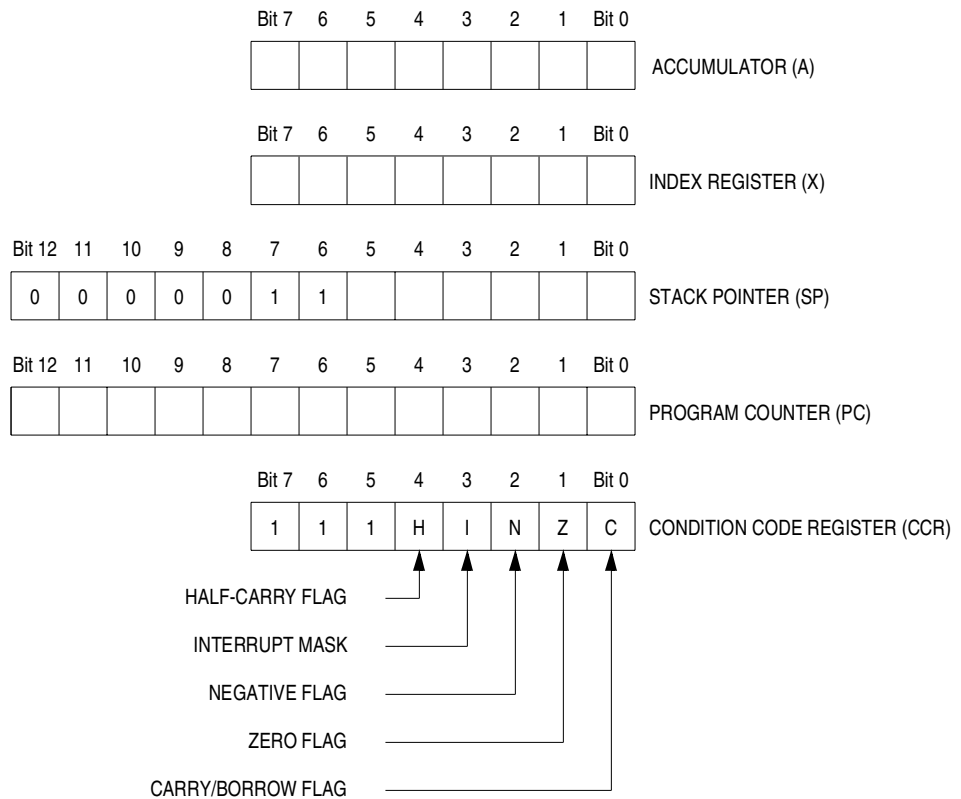 Bit 7 6 5 4 3 2 1 Bit 0
ACCUMULATOR (A)
Bit 7 6 5 4 3 2 1 Bit 0
INDEX REGISTER (X)
Bit 12 11 10 9 8 7 6 5 4 3 2 1 Bit 0
0 0 0 0 0 1 1 STACK POINTER (SP)
Bit 12 11 10 9 8 7 6 5 4 3 2 1 Bit 0
PROGRAM COUNTER (PC)
Bit 7 6 5 4 3 2 1 Bit 0
1 1 1 H I N Z C CONDITION CODE REGISTER (CCR)
HALF-CARRY FLAG
INTERRUPT MASK
NEGATIVE FLAG
ZERO FLAG
CARRY/BORROW FLAG